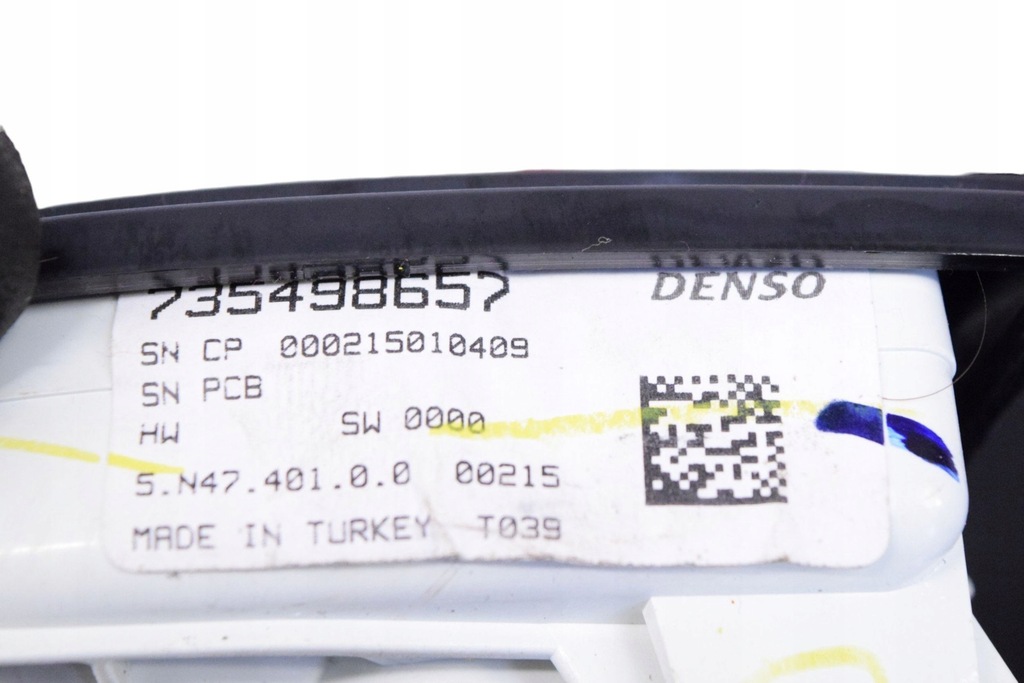 735498657 DENSO
SN CP 000215010409
SN PCB
HW SW 0000
5.N47.401.0.0 00215
MADE IN TURKEY T039